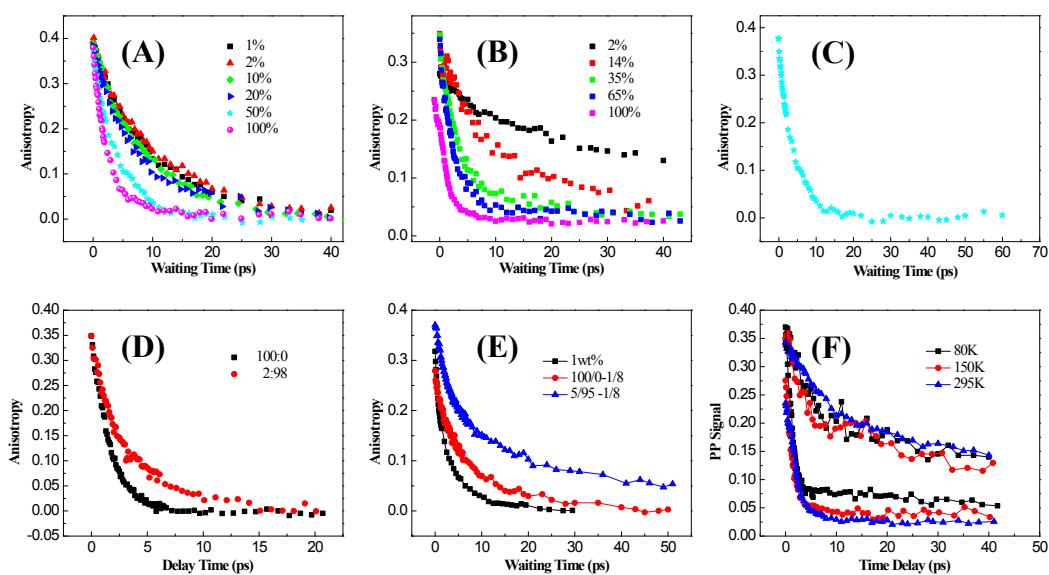 (A)
1%
2%
10%
20%
50%
100%
0.4
0.3
0.2
0.1
0.0
0 10 20 30 40
Anisotropy
Waiting Time (ps)
(B)
2%
14%
35%
65%
100%
0.3
0.2
0.1
0.0
0 10 20 30 40
Anisotropy
Waiting Time (ps)
(C)
0.4
0.3
0.2
0.1
0.0
0 10 20 30 40 50 60 70
Anisotropy
Waiting Time (ps)
(D)
100:0
2:98
0.40
0.35
0.30
0.25
0.20
0.15
0.10
0.05
0.00
-0.05
0 5 10 15 20
Anisotropy
Delay Time (ps)
(E)
1wt%
100/0-1/8
5/95 -1/8
0.4
0.3
0.2
0.1
0.0
0 10 20 30 40 50
Anisotropy
Waiting Time (ps)
(F)
80K
150K
295K
0.40
0.35
0.30
0.25
0.20
0.15
0.10
0.05
0.00
0 10 20 30 40 50
PP Signal
Time Delay (ps)